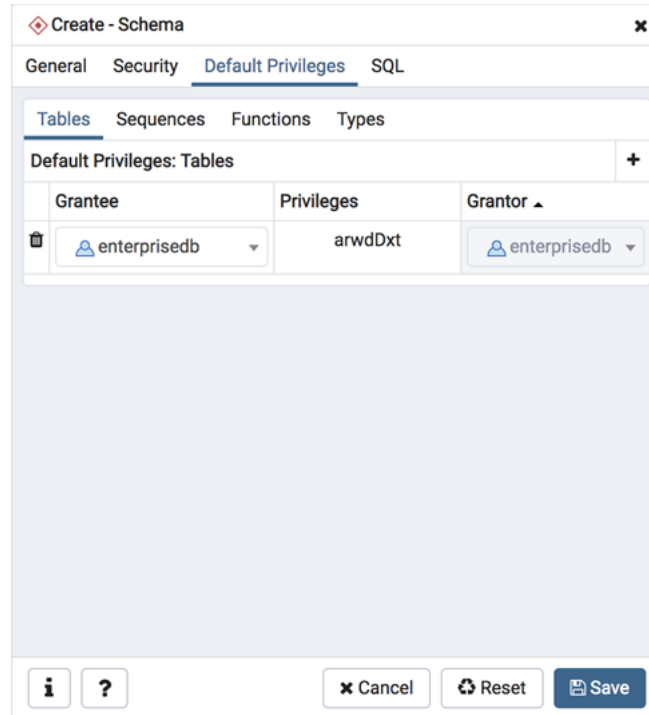 Create - Schema
General Security Default Privileges SQL
Tables Sequences Functions Types
Default Privileges: Tables
Grantee Privileges Grantor
enterprisedb arwdDxt enterprisedb
i ? Cancel Reset Save